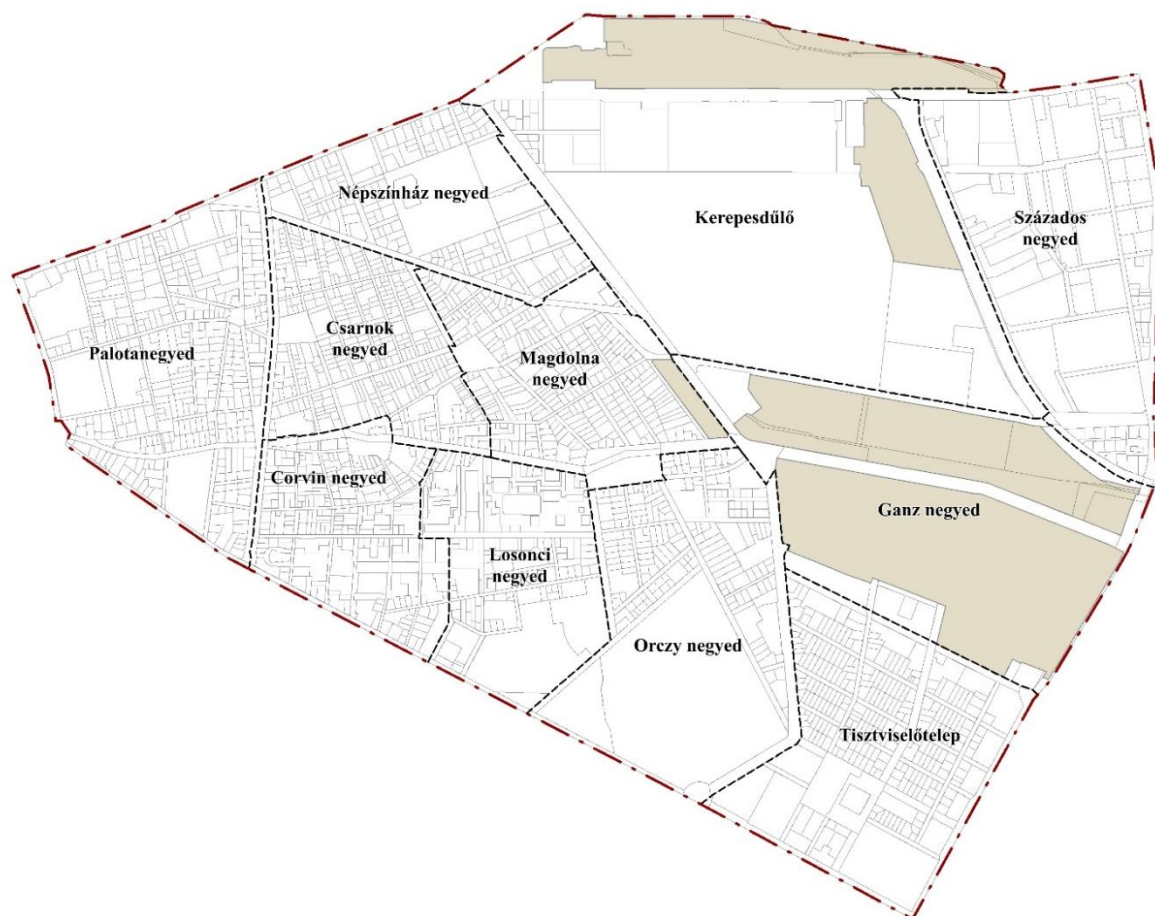 Népszínház negyed
Kerepesdűlő
Százados
negyed
Palotanegyed
Csarnok
negyed
Magdolna
negyed
Corvin negyed
Ganz negyed
Losonci
negyed
Orczy negyed
Tisztviselőtelep